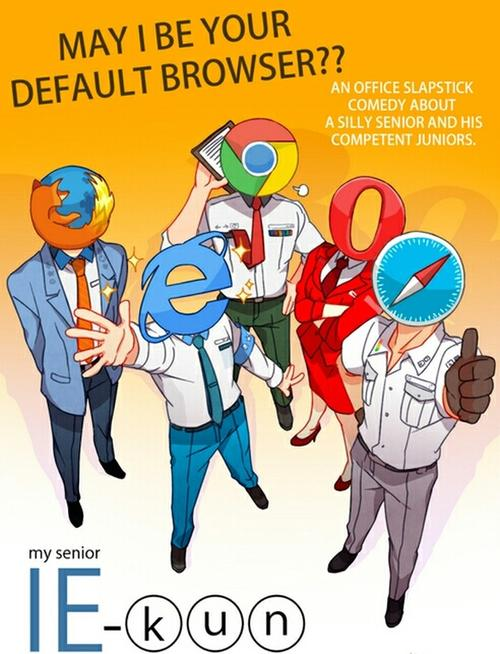 MAY I BE YOUR
DEFAULT BROWSER??
AN OFFICE SLAPSTICK
COMEDY ABOUT
A SILLY SENIOR AND HIS
COMPETENT JUNIORS.
my senior
IE-kun